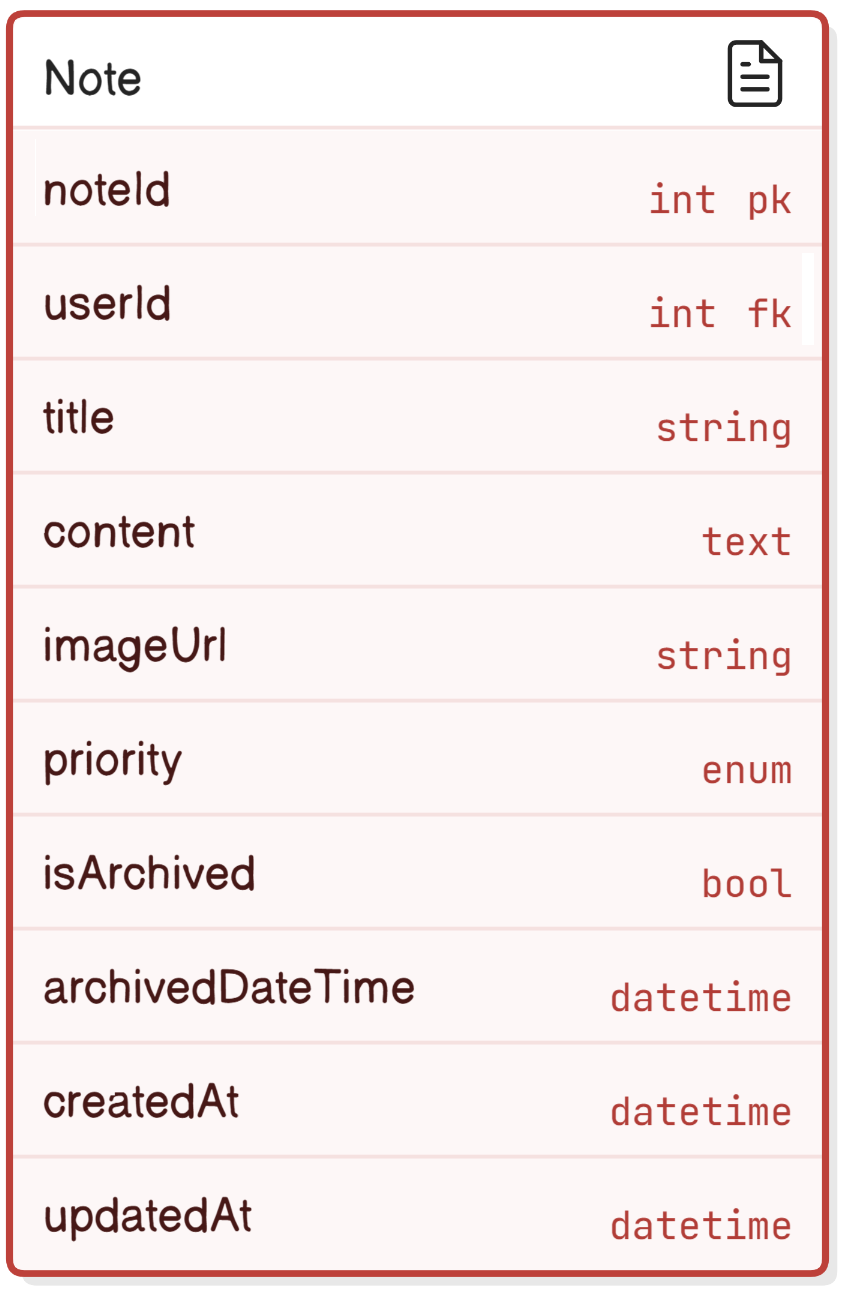 Note
noteId int pk
userId int fk
title string
content text
imageUrl string
priority enum
isArchived bool
archivedDateTime datetime
createdAt datetime
updatedAt datetime